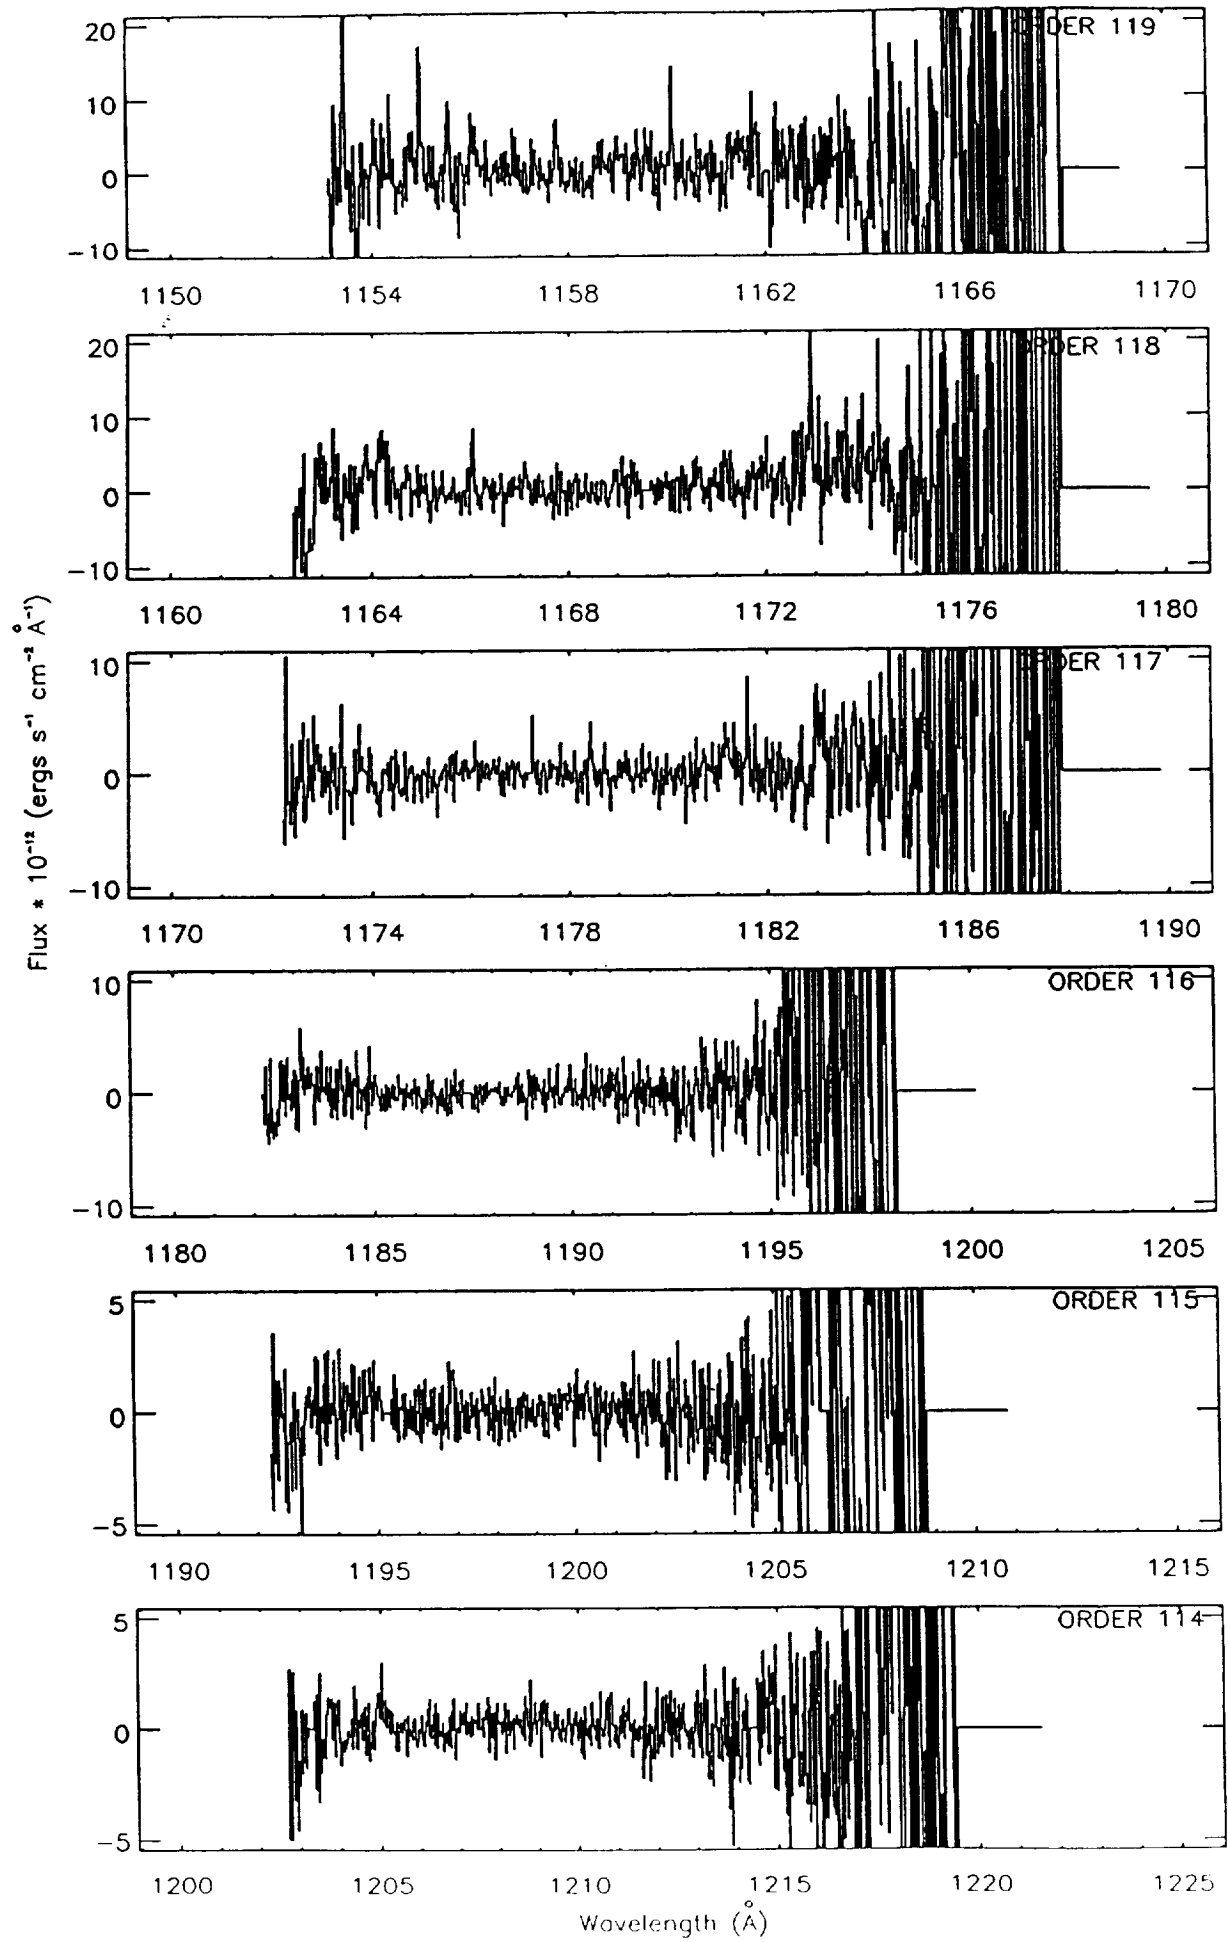 ORDER 119
20
10
0
-10
1150 1154 1158 1162 1166 1170
ORDER 118
20
10
0
-10
1160 1164 1168 1172 1176 1180
ORDER 117
10
0
-10
1170 1174 1178 1182 1186 1190
ORDER 116
10
0
-10
1180 1185 1190 1195 1200 1205
ORDER 115
5
0
-5
1190 1195 1200 1205 1210 1215
ORDER 114
5
0
-5
1200 1205 1210 1215 1220 1225
Wavelength (Å)
Flux * 10⁻¹² (ergs s⁻¹ cm⁻² Å⁻¹)